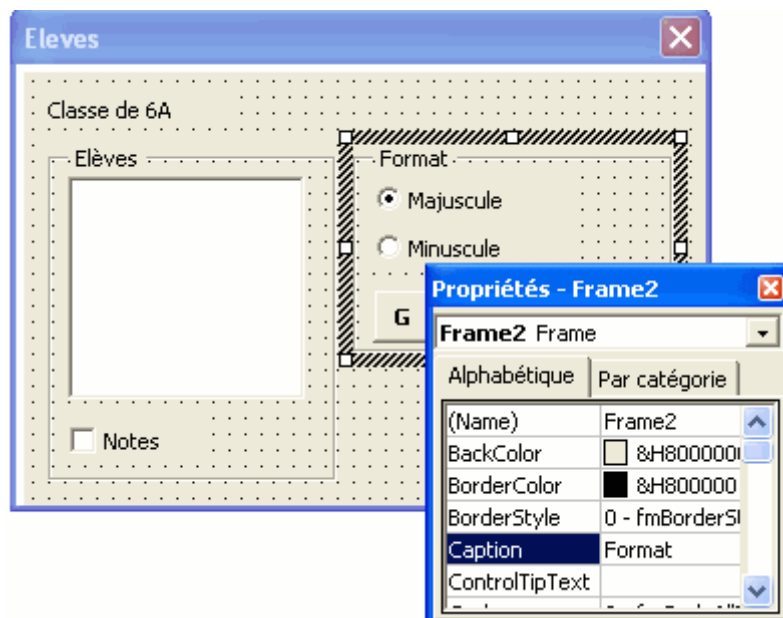 Eleves
Classe de 6A
Elèves
Format
Majuscule
Minuscule
G
Notes
Propriétés - Frame2
Frame2 Frame
Alphabétique Par catégorie
(Name) Frame2
BackColor &H800000
BorderColor &H800000
BorderStyle 0 - fmBorderSt
Caption Format
ControlTipText